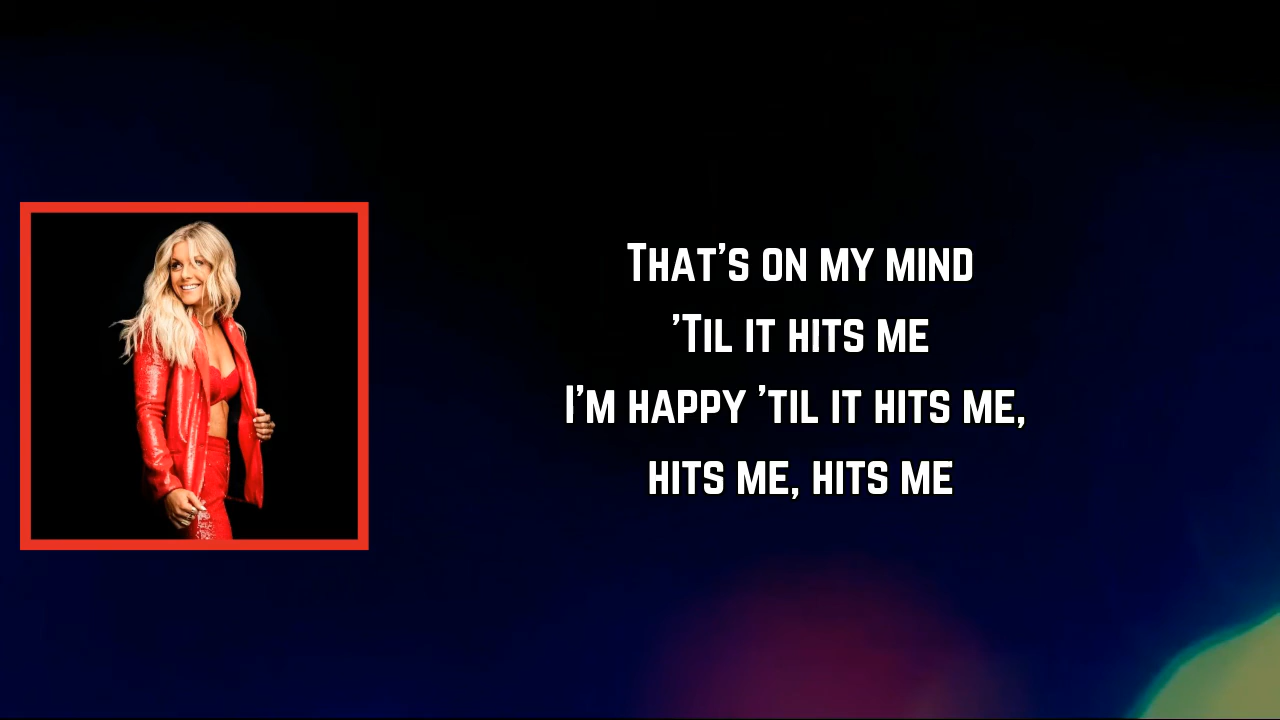 That's on my mind
'Til it hits me
I'm happy 'til it hits me,
hits me, hits me